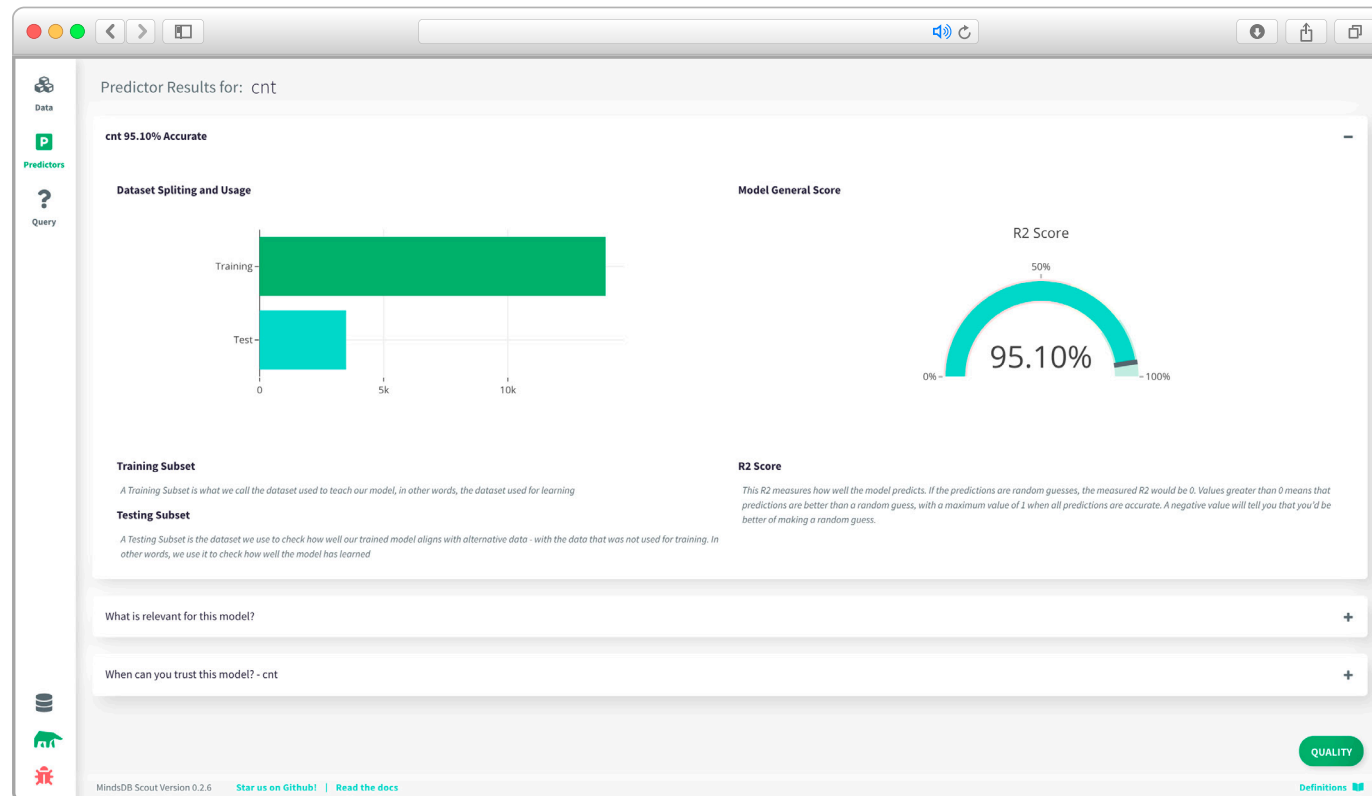 Data
P
Predictors
?
Query
Predictor Results for: cnt
cnt 95.10% Accurate
Dataset Spliting and Usage
Training
Test
0
5k
10k
Model General Score
R2 Score
50%
95.10%
0%
100%
Training Subset
A Training Subset is what we call the dataset used to teach our model, in other words, the dataset used for learning
Testing Subset
A Testing Subset is the dataset we use to check how well our trained model aligns with alternative data - with the data that was not used for training. In
other words, we use it to check how well the model has learned
R2 Score
This R2 measures how well the model predicts. If the predictions are random guesses, the measured R2 would be 0. Values greater than 0 means that
predictions are better than a random guess, with a maximum value of 1 when all predictions are accurate. A negative value will tell you that you'd be
better of making a random guess.
What is relevant for this model?
When can you trust this model? - cnt
QUALITY
MindsDB Scout Version 0.2.6 Star us on Github! | Read the docs
Definitions